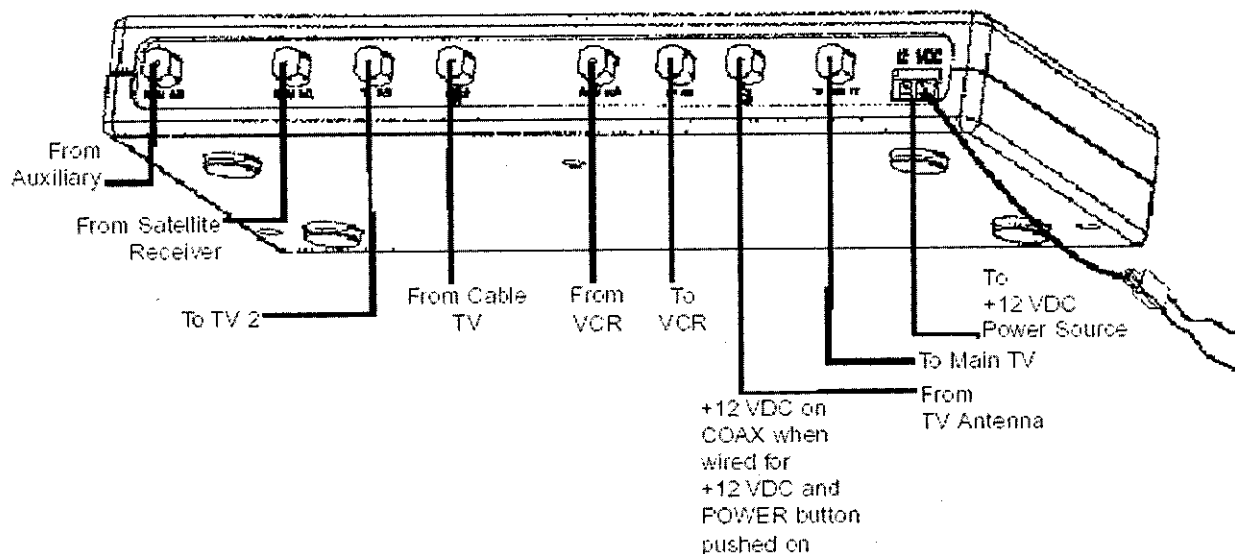 12 VDC
From
Auxiliary
From Satellite
Receiver
To TV 2
From Cable
TV
From
VCR
To
VCR
To
+12 VDC
Power Source
To Main TV
From
TV Antenna
+12 VDC on
COAX when
wired for
+12 VDC and
POWER button
pushed on